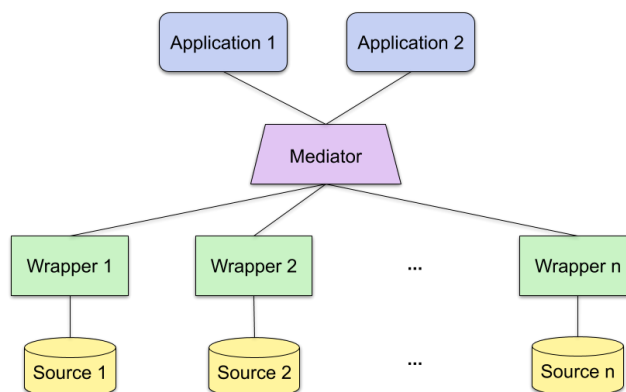 Application 1
Application 2
Mediator
Wrapper 1
Wrapper 2
...
Wrapper n
Source 1
Source 2
...
Source n